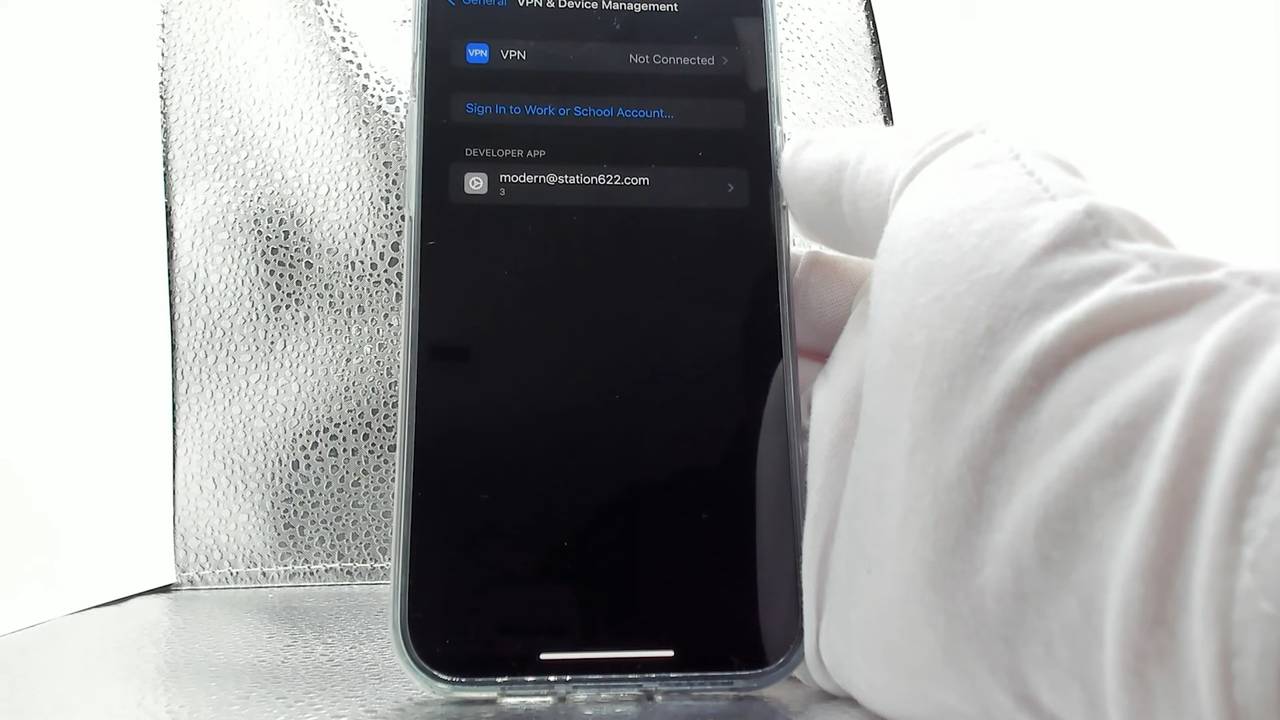 General VPN & Device Management
VPN VPN Not Connected
Sign In to Work or School Account...
DEVELOPER APP
modern@station622.com
3